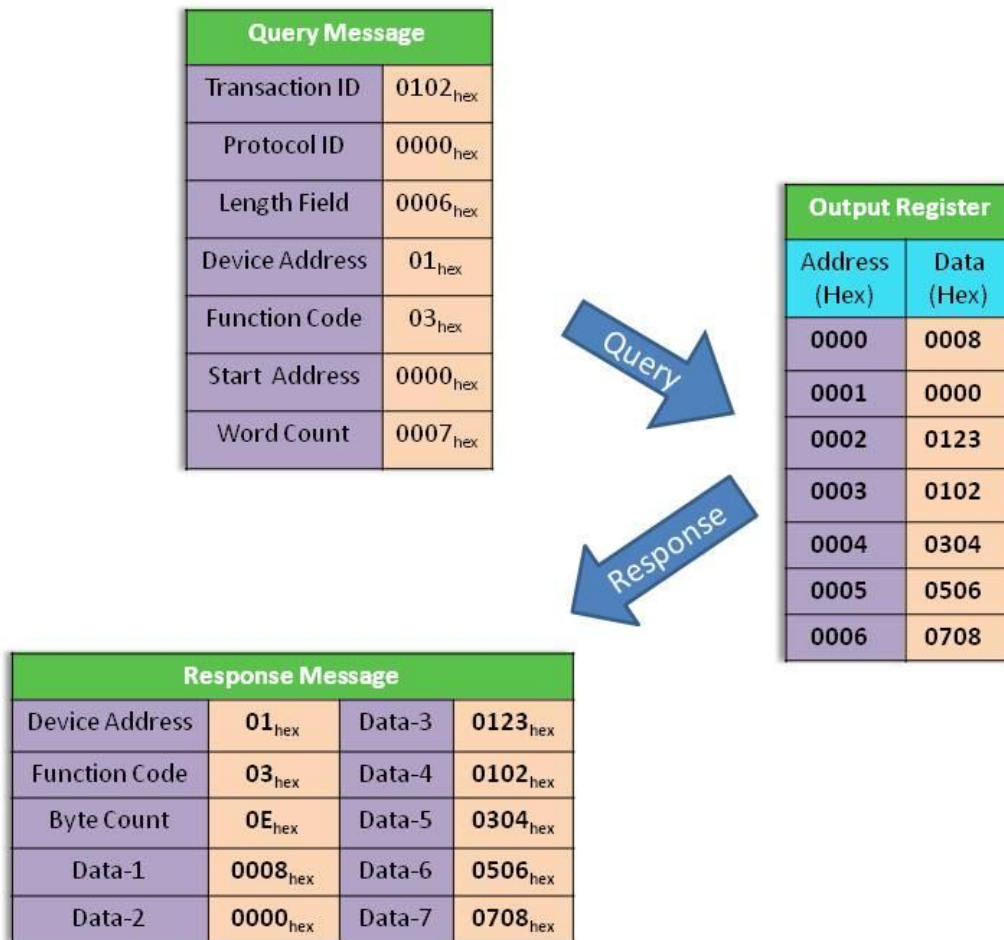 Query Message
Transaction ID 0102hex
Protocol ID 0000hex
Length Field 0006hex
Device Address 01hex
Function Code 03hex
Start Address 0000hex
Word Count 0007hex
Query
Output Register
Address (Hex) Data (Hex)
0000 0008
0001 0000
0002 0123
0003 0102
0004 0304
0005 0506
0006 0708
Response
Response Message
Device Address 01hex Data-3 0123hex
Function Code 03hex Data-4 0102hex
Byte Count 0Ehex Data-5 0304hex
Data-1 0008hex Data-6 0506hex
Data-2 0000hex Data-7 0708hex